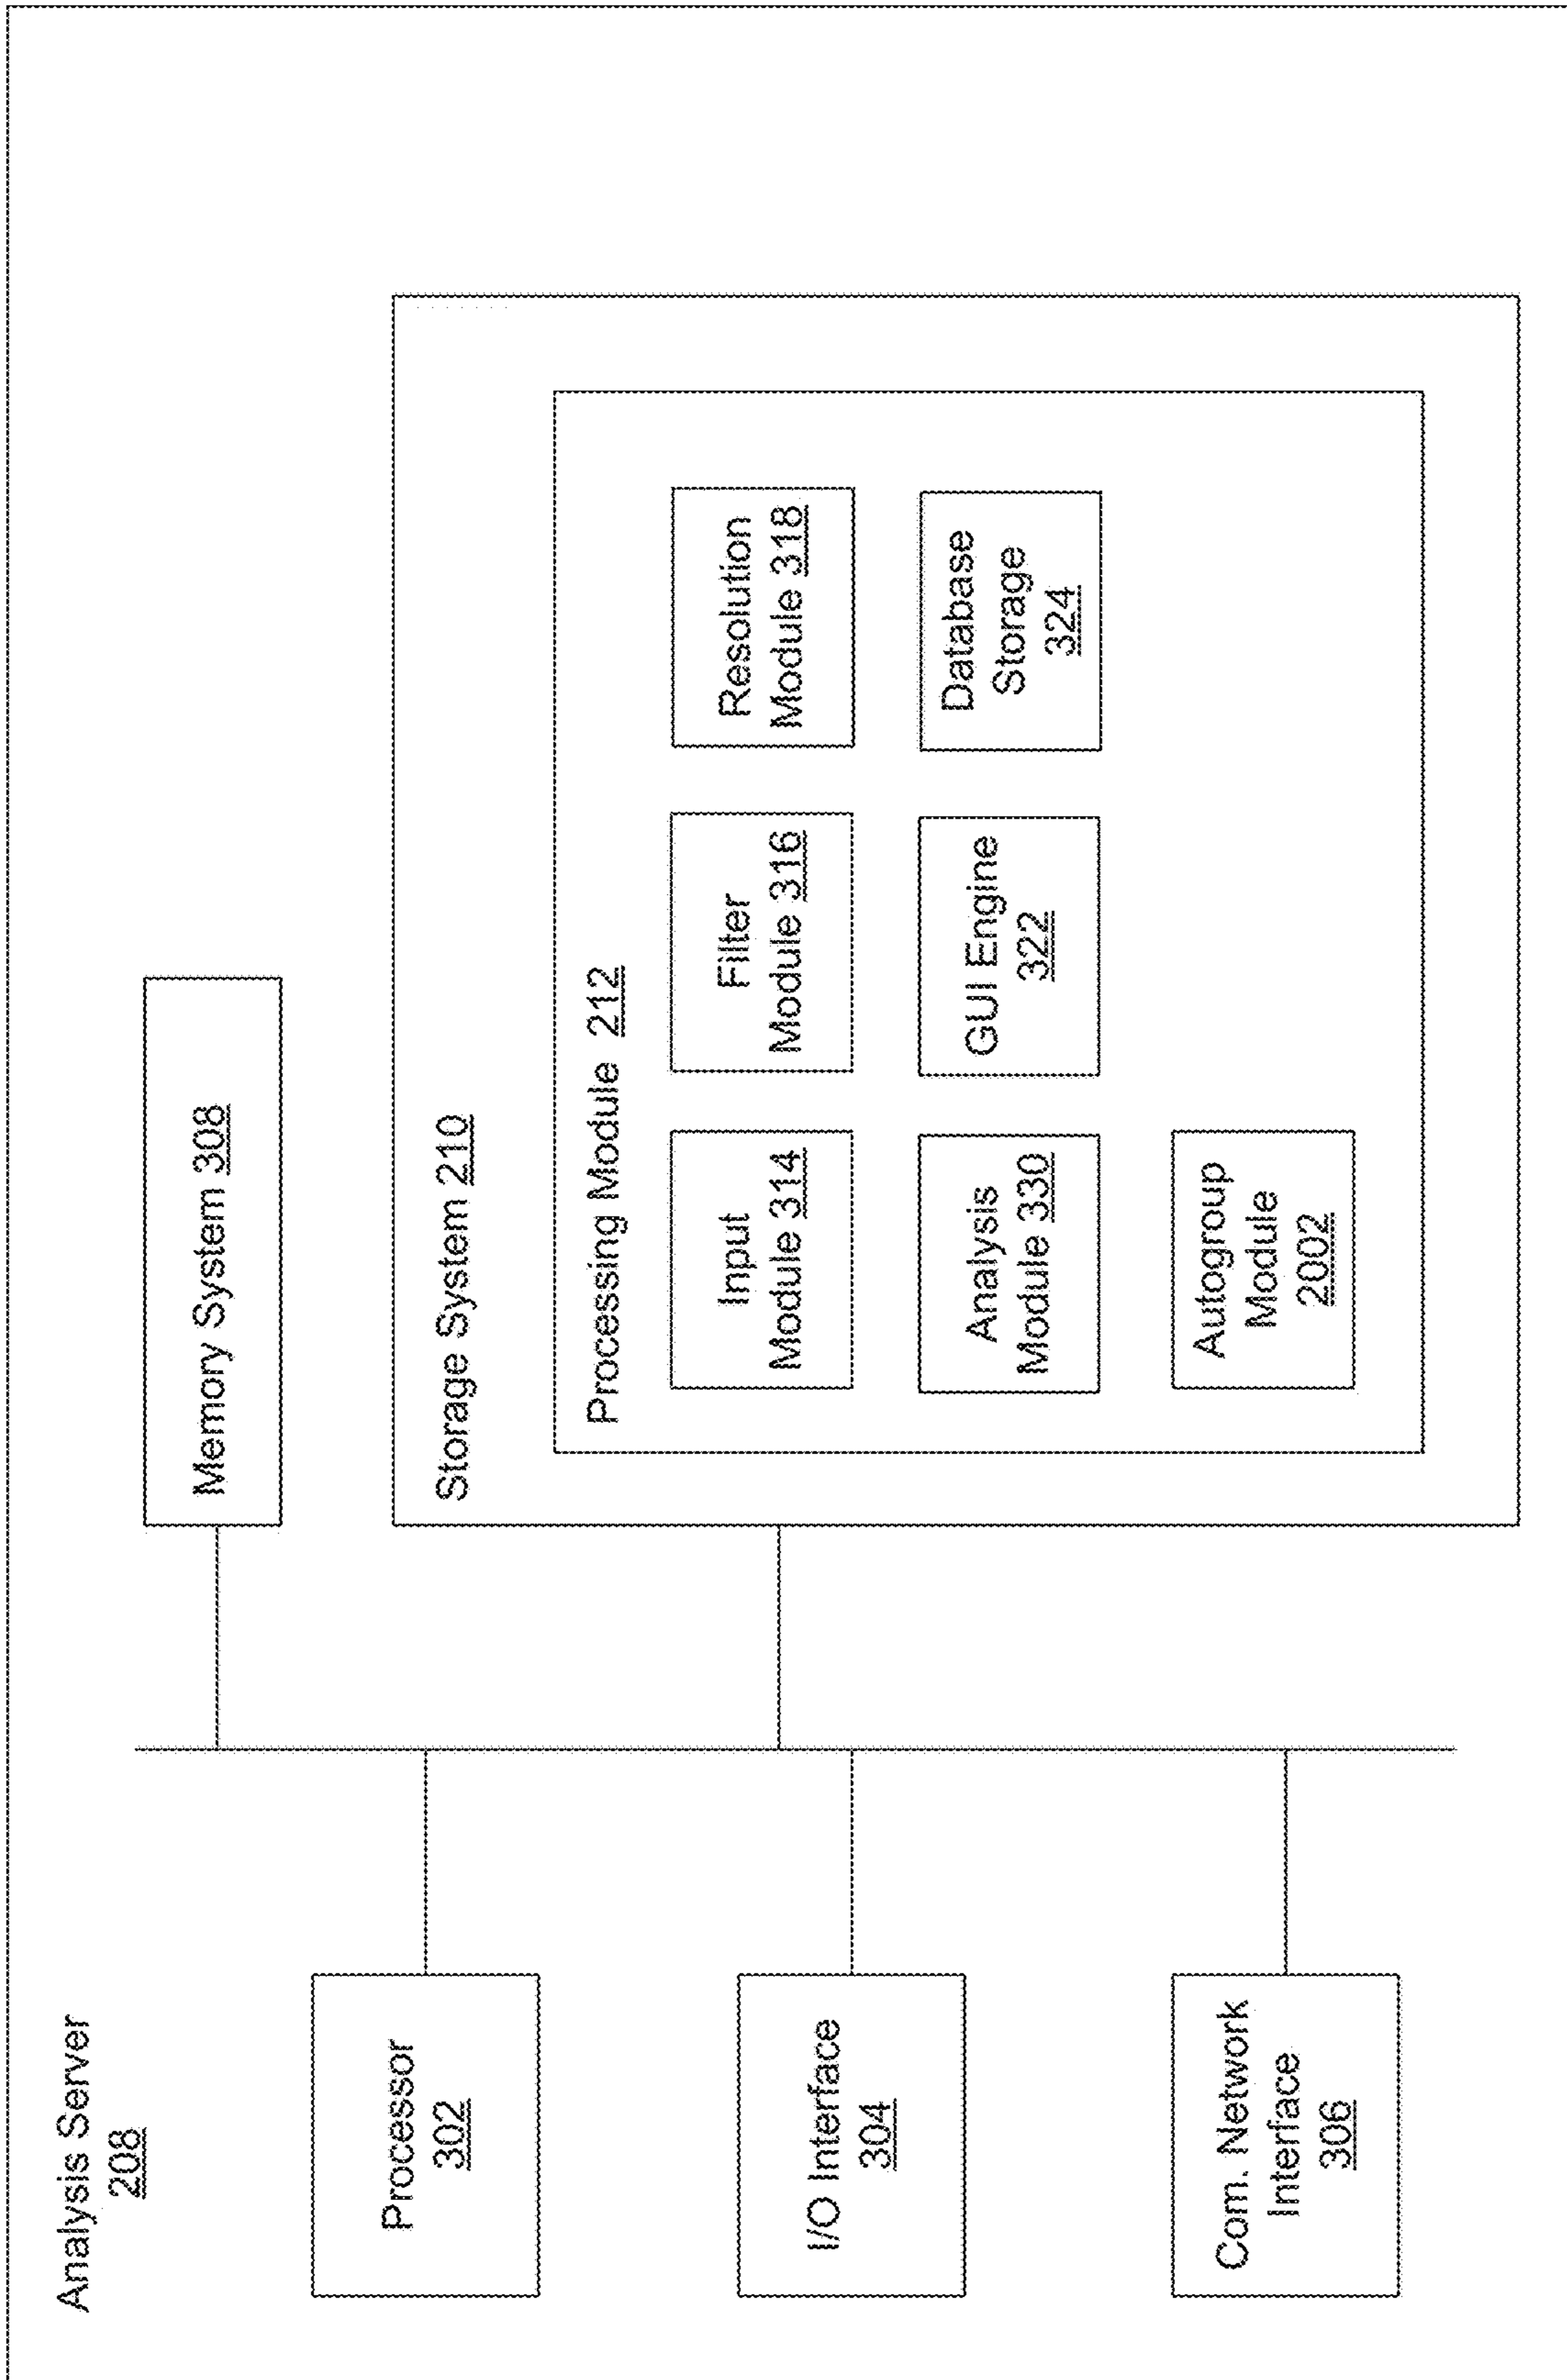 Analysis Server
208
Processor
302
I/O Interface
304
Com. Network
Interface
306
Memory System 308
Storage System 210
Processing Module 212
Input
Module 314
Filter
Module 316
Resolution
Module 318
Analysis
Module 330
GUI Engine
322
Database
Storage
324
Autogroup
Module
2002